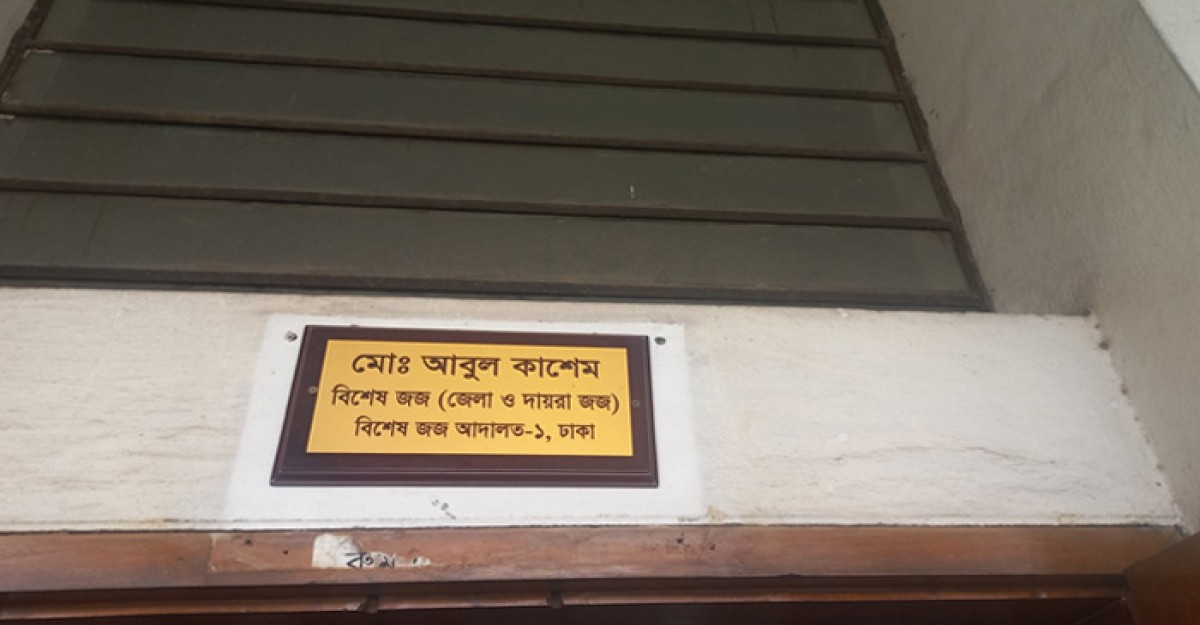 মোঃ আবুল কাশেম
বিশেষ জজ (জেলা ও দায়রা জজ)
বিশেষ জজ আদালত-১, ঢাকা